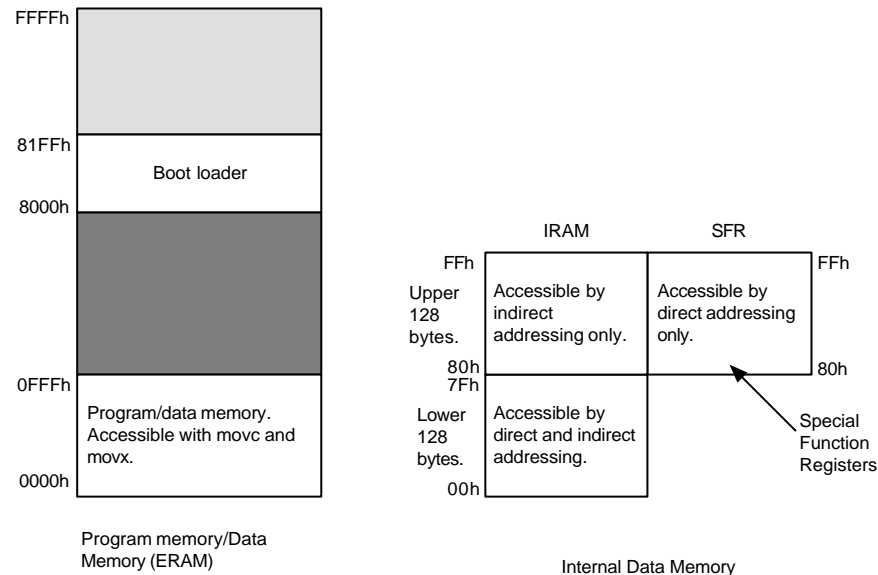 FFFFh
81FFh
Boot loader
8000h
0FFFh
Program/data memory.
Accessible with movc and
movx.
0000h
Program memory/Data
Memory (ERAM)
IRAM
SFR
FFh
FFh
Upper
128
bytes.
Accessible by
indirect
addressing only.
Accessible by
direct addressing
only.
80h
80h
7Fh
Lower
128
bytes.
Accessible by
direct and indirect
addressing.
00h
Special
Function
Registers
Internal Data Memory